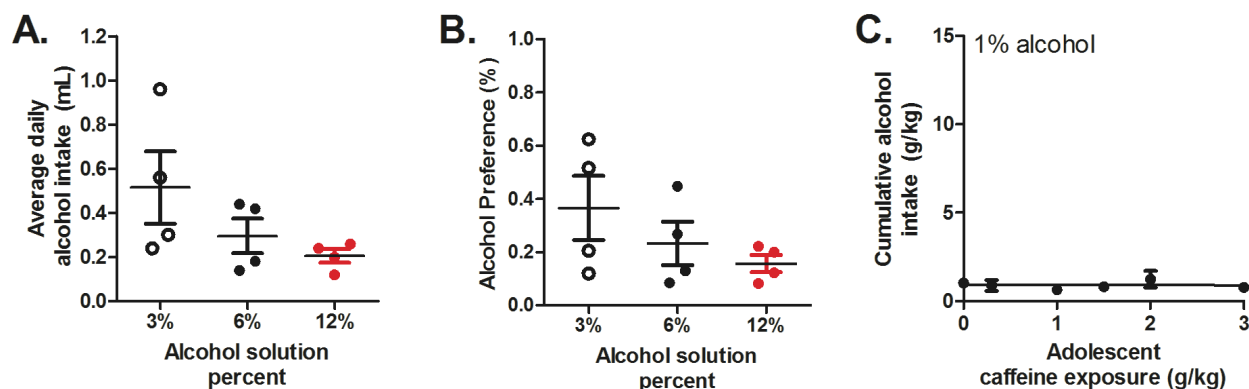 A.
Average daily
alcohol intake (mL)
1.2
1.0
0.8
0.6
0.4
0.2
0.0
3%
6%
12%
Alcohol solution
percent
B.
Alcohol Preference (%)
1.0
0.8
0.6
0.4
0.2
0.0
3%
6%
12%
Alcohol solution
percent
C.
1% alcohol
Cumulative alcohol
intake (g/kg)
15
10
5
0
0
1
2
3
Adolescent
caffeine exposure (g/kg)